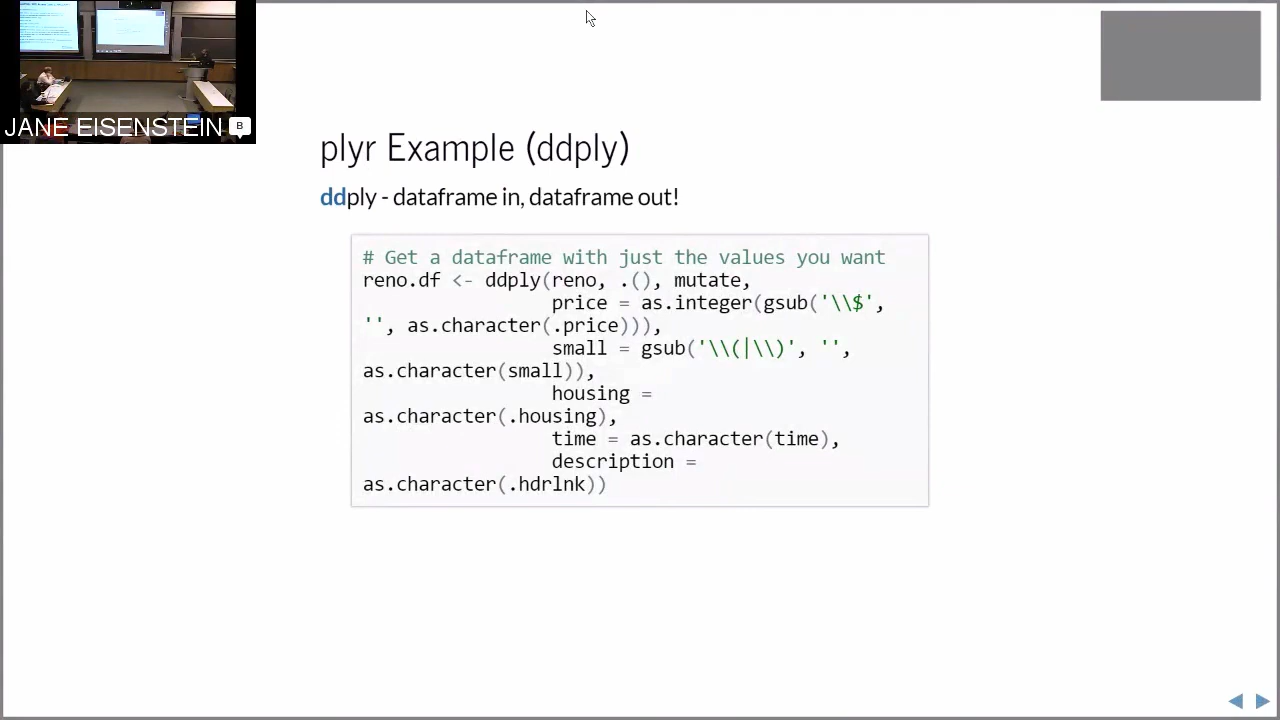 JANE EISENSTEIN B
plyr Example (ddply)
ddply - dataframe in, dataframe out!
# Get a dataframe with just the values you want
reno.df <- ddply(reno, .(), mutate,
price = as.integer(gsub('\\$',
'', as.character(.price))),
small = gsub('\\(|\\)', '',
as.character(small)),
housing =
as.character(.housing),
time = as.character(time),
description =
as.character(.hdrlnk))